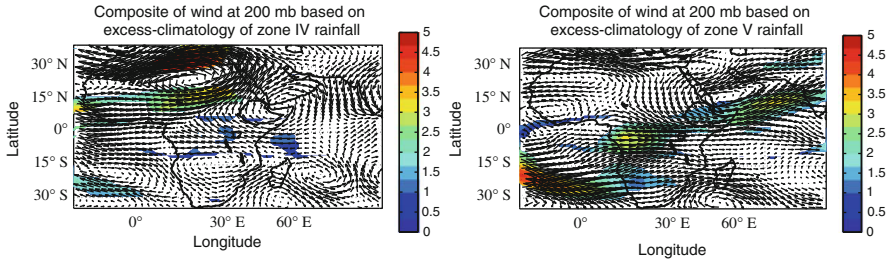 Composite of wind at 200 mb based on
excess-climatology of zone IV rainfall
Latitude
30° N
15° N
0°
15° S
30° S
0°
30° E
60° E
Longitude
5
4.5
4
3.5
3
2.5
2
1.5
1
0.5
0
Composite of wind at 200 mb based on
excess-climatology of zone V rainfall
Latitude
30° N
15° N
0°
15° S
30° S
0°
30° E
60° E
Longitude
5
4.5
4
3.5
3
2.5
2
1.5
1
0.5
0